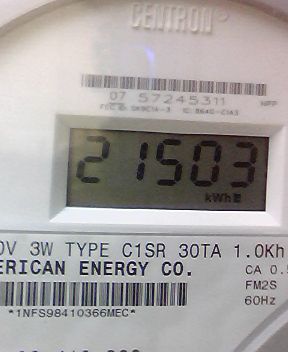 CENTRON®
07 57245311
21503
kWh
0V 3W TYPE C1SR 30TA 1.0Kh
ERICAN ENERGY CO.
CA 0.5
FM2S
60Hz
*1NFS98410366MEC*